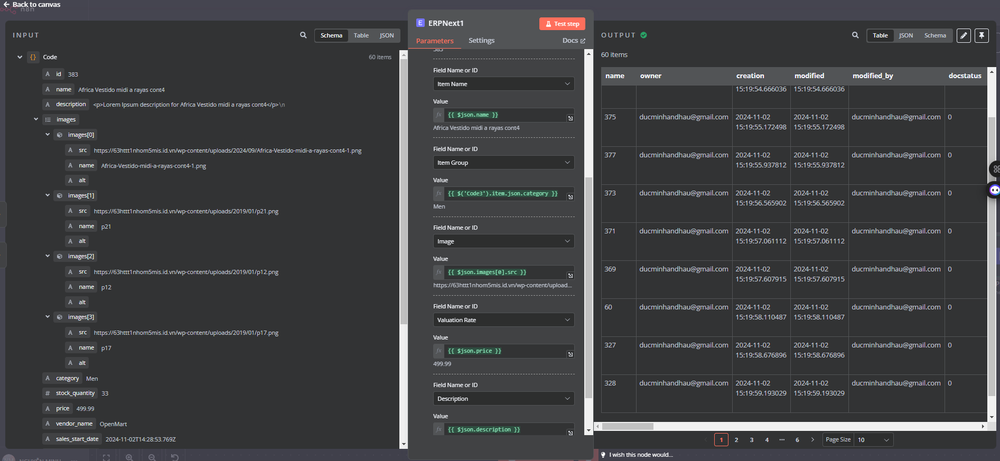 Back to canvas
n8n
INPUT
Schema
Table
JSON
Code
60 items
A id 383
A name Africa Vestido midi a rayas cont4
A description <p>Lorem Ipsum description for Africa Vestido midi a rayas cont4</p>\n
images
images[0]
A src https://63httt1nhom5mis.id.vn/wp-content/uploads/2024/09/Africa-Vestido-midi-a-rayas-cont4-1.png
A name Africa-Vestido-midi-a-rayas-cont4-1.png
A alt
images[1]
A src https://63httt1nhom5mis.id.vn/wp-content/uploads/2019/01/p21.png
A name p21
A alt
images[2]
A src https://63httt1nhom5mis.id.vn/wp-content/uploads/2019/01/p12.png
A name p12
A alt
images[3]
A src https://63httt1nhom5mis.id.vn/wp-content/uploads/2019/01/p17.png
A name p17
A alt
A category Men
# stock_quantity 33
A price 499.99
A vendor_name OpenMart
A sales_start_date 2024-11-02T14:28:53.769Z
E ERPNext1
Test step
Parameters
Settings
Docs
383
Field Name or ID
Item Name
Value
fx {{ $json.name }}
Africa Vestido midi a rayas cont4
Field Name or ID
Item Group
Value
fx {{ $('Code3').item.json.category }}
Men
Field Name or ID
Image
Value
fx {{ $json.images[0].src }}
https://63httt1nhom5mis.id.vn/wp-content/upload...
Field Name or ID
Valuation Rate
Value
fx {{ $json.price }}
499.99
Field Name or ID
Description
Value
fx {{ $json.description }}
OUTPUT
Table
JSON
Schema
60 items
name owner creation modified modified_by docstatus
15:19:54.666036 15:19:54.666036
375 ducminhandhau@gmail.com 2024-11-02 2024-11-02 ducminhandhau@gmail.com 0
15:19:55.172498 15:19:55.172498
377 ducminhandhau@gmail.com 2024-11-02 2024-11-02 ducminhandhau@gmail.com 0
15:19:55.937812 15:19:55.937812
373 ducminhandhau@gmail.com 2024-11-02 2024-11-02 ducminhandhau@gmail.com 0
15:19:56.565902 15:19:56.565902
371 ducminhandhau@gmail.com 2024-11-02 2024-11-02 ducminhandhau@gmail.com 0
15:19:57.061112 15:19:57.061112
369 ducminhandhau@gmail.com 2024-11-02 2024-11-02 ducminhandhau@gmail.com 0
15:19:57.607915 15:19:57.607915
60 ducminhandhau@gmail.com 2024-11-02 2024-11-02 ducminhandhau@gmail.com 0
15:19:58.110487 15:19:58.110487
327 ducminhandhau@gmail.com 2024-11-02 2024-11-02 ducminhandhau@gmail.com 0
15:19:58.676896 15:19:58.676896
328 ducminhandhau@gmail.com 2024-11-02 2024-11-02 ducminhandhau@gmail.com 0
15:19:59.193029 15:19:59.193029
1 2 3 4 ... 6
Page Size 10
I wish this node would...